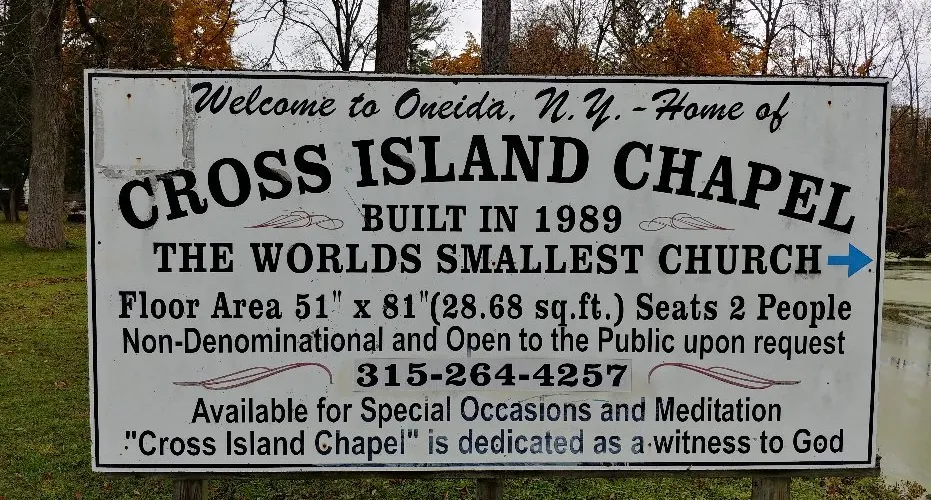 Welcome to Oneida, N.Y. - Home of
CROSS ISLAND CHAPEL
BUILT IN 1989
THE WORLDS SMALLEST CHURCH
Floor Area 51" x 81"(28.68 sq.ft.) Seats 2 People
Non-Denominational and Open to the Public upon request
315-264-4257
Available for Special Occasions and Meditation
"Cross Island Chapel" is dedicated as a witness to God